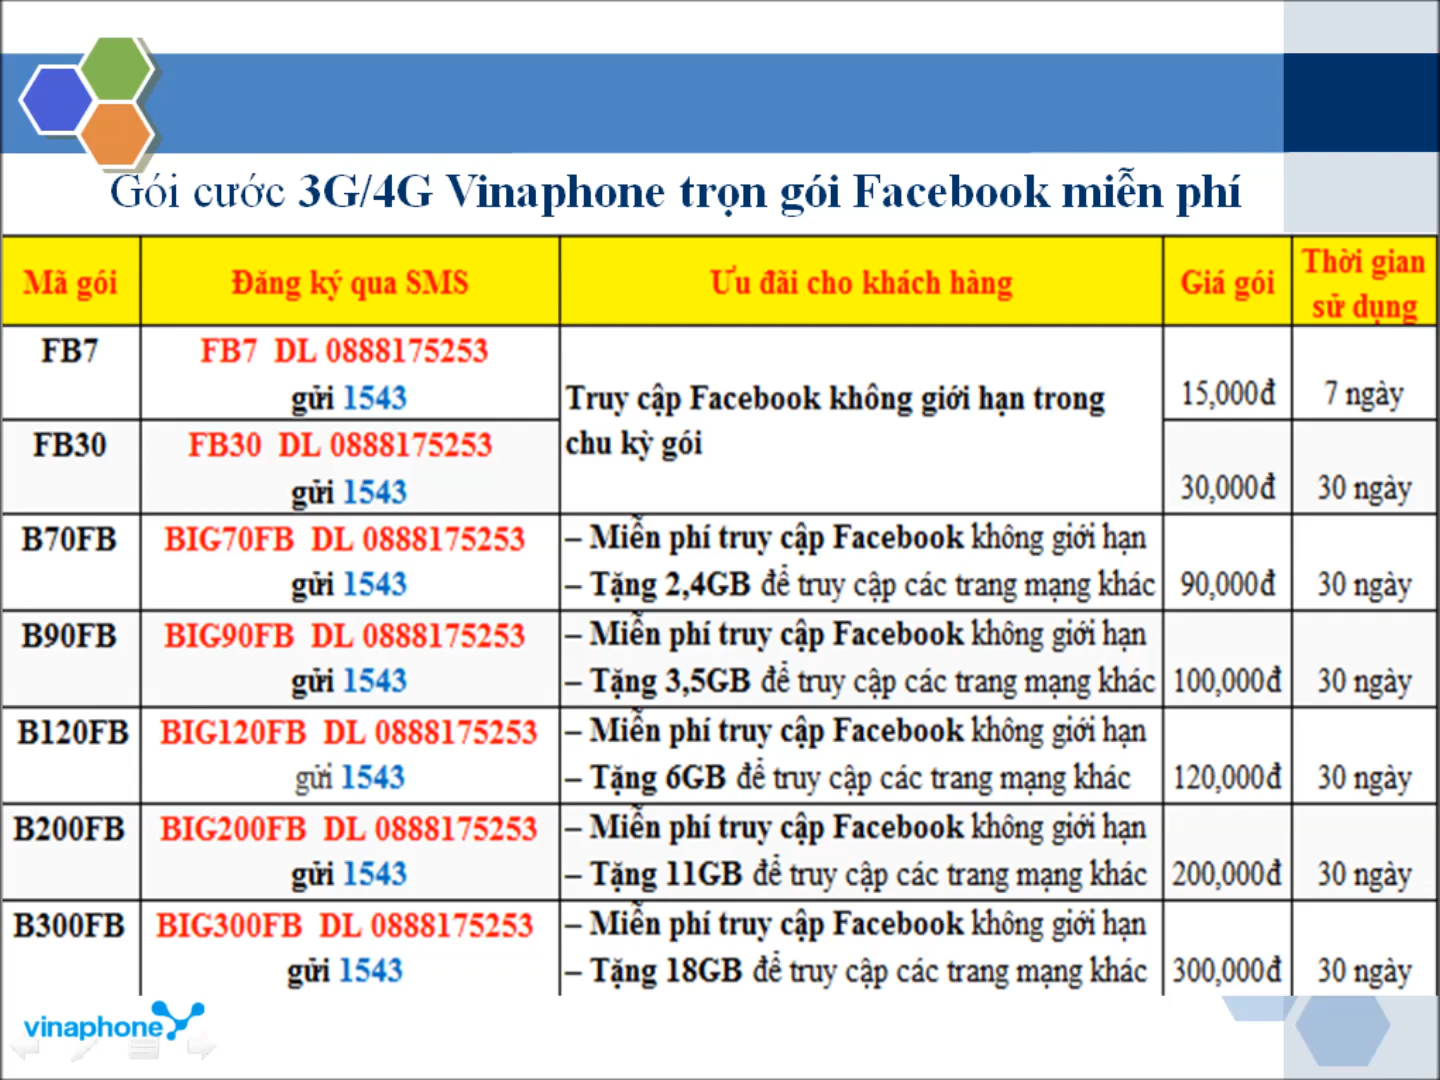 Gói cước 3G/4G Vinaphone trọn gói Facebook miễn phí
Mã gói
Đăng ký qua SMS
Ưu đãi cho khách hàng
Giá gói
Thời gian
sử dụng
FB7
FB7 DL 0888175253
gửi 1543
Truy cập Facebook không giới hạn trong
chu kỳ gói
15,000đ
7 ngày
FB30
FB30 DL 0888175253
gửi 1543
30,000đ
30 ngày
B70FB
BIG70FB DL 0888175253
gửi 1543
– Miễn phí truy cập Facebook không giới hạn
– Tặng 2,4GB để truy cập các trang mạng khác
90,000đ
30 ngày
B90FB
BIG90FB DL 0888175253
gửi 1543
– Miễn phí truy cập Facebook không giới hạn
– Tặng 3,5GB để truy cập các trang mạng khác
100,000đ
30 ngày
B120FB
BIG120FB DL 0888175253
gửi 1543
– Miễn phí truy cập Facebook không giới hạn
– Tặng 6GB để truy cập các trang mạng khác
120,000đ
30 ngày
B200FB
BIG200FB DL 0888175253
gửi 1543
– Miễn phí truy cập Facebook không giới hạn
– Tặng 11GB để truy cập các trang mạng khác
200,000đ
30 ngày
B300FB
BIG300FB DL 0888175253
gửi 1543
– Miễn phí truy cập Facebook không giới hạn
– Tặng 18GB để truy cập các trang mạng khác
300,000đ
30 ngày
vinaphone